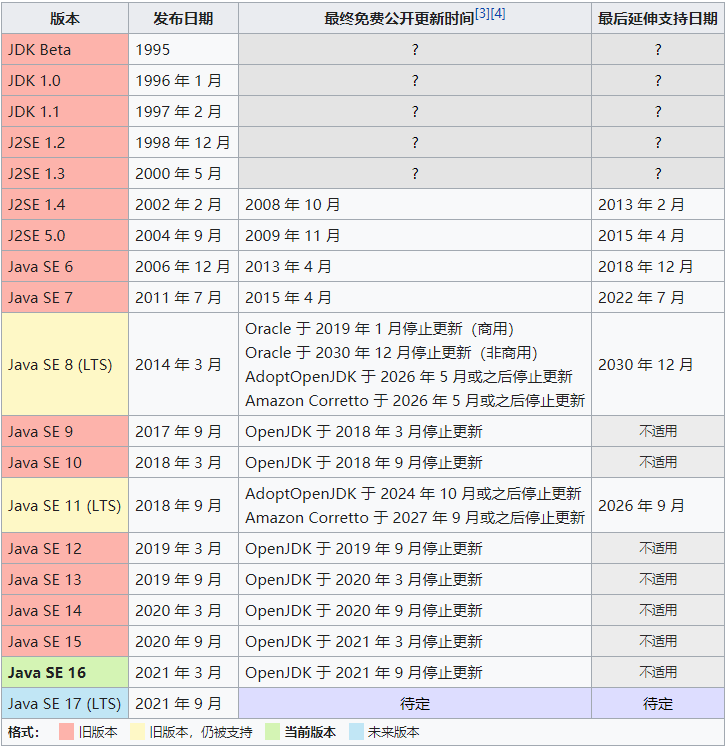 版本 发布日期 最终免费公开更新时间[3][4] 最后延伸支持日期
JDK Beta 1995 ? ?
JDK 1.0 1996 年 1 月 ? ?
JDK 1.1 1997 年 2 月 ? ?
J2SE 1.2 1998 年 12 月 ? ?
J2SE 1.3 2000 年 5 月 ? ?
J2SE 1.4 2002 年 2 月 2008 年 10 月 2013 年 2 月
J2SE 5.0 2004 年 9 月 2009 年 11 月 2015 年 4 月
Java SE 6 2006 年 12 月 2013 年 4 月 2018 年 12 月
Java SE 7 2011 年 7 月 2015 年 4 月 2022 年 7 月
Java SE 8 (LTS) 2014 年 3 月 Oracle 于 2019 年 1 月停止更新（商用）
Oracle 于 2030 年 12 月停止更新（非商用）
AdoptOpenJDK 于 2026 年 5 月或之后停止更新
Amazon Corretto 于 2026 年 5 月或之后停止更新 2030 年 12 月
Java SE 9 2017 年 9 月 OpenJDK 于 2018 年 3 月停止更新 不适用
Java SE 10 2018 年 3 月 OpenJDK 于 2018 年 9 月停止更新 不适用
Java SE 11 (LTS) 2018 年 9 月 AdoptOpenJDK 于 2024 年 10 月或之后停止更新
Amazon Corretto 于 2027 年 9 月或之后停止更新 2026 年 9 月
Java SE 12 2019 年 3 月 OpenJDK 于 2019 年 9 月停止更新 不适用
Java SE 13 2019 年 9 月 OpenJDK 于 2020 年 3 月停止更新 不适用
Java SE 14 2020 年 3 月 OpenJDK 于 2020 年 9 月停止更新 不适用
Java SE 15 2020 年 9 月 OpenJDK 于 2021 年 3 月停止更新 不适用
Java SE 16 2021 年 3 月 OpenJDK 于 2021 年 9 月停止更新 不适用
Java SE 17 (LTS) 2021 年 9 月 待定 待定
格式： 旧版本 旧版本，仍被支持 当前版本 未来版本